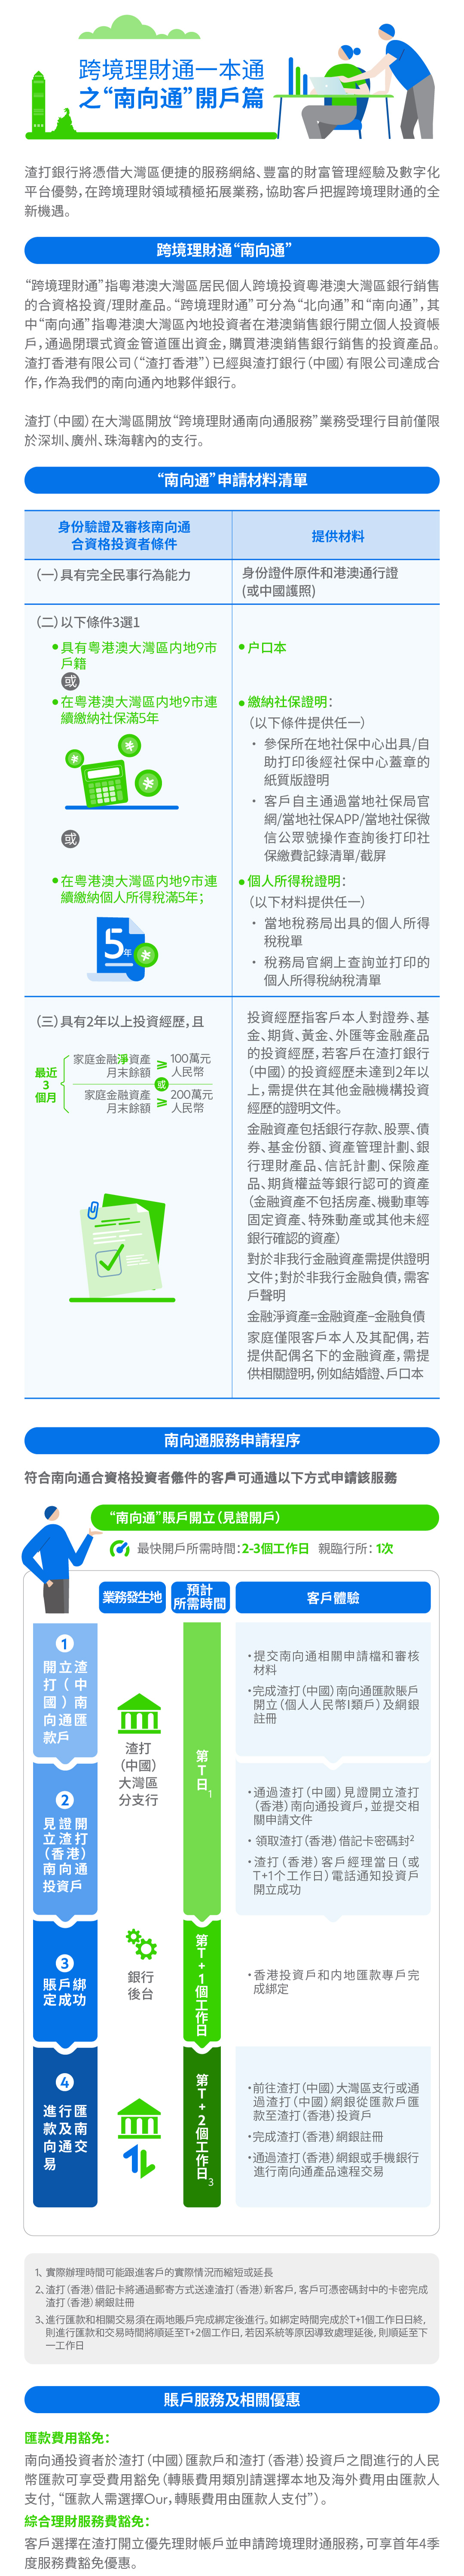 跨境理財通一本通
之“南向通”開戶篇
渣打銀行將憑借大灣區便捷的服務網絡、豐富的財富管理經驗及數字化
平台優勢，在跨境理財領域積極拓展業務，協助客戶把握跨境理財通的全
新機遇。
跨境理財通“南向通”
“跨境理財通”指粵港澳大灣區居民個人跨境投資粵港澳大灣區銀行銷售
的合資格投資/理財產品。“跨境理財通”可分為“北向通”和“南向通”，其
中“南向通”指粵港澳大灣區內地投資者在港澳銷售銀行開立個人投資帳
戶，通過閉環式資金管道匯出資金，購買港澳銷售銀行銷售的投資產品。
渣打香港有限公司（“渣打香港”）已經與渣打銀行（中國）有限公司達成合
作，作為我們的南向通內地夥伴銀行。
渣打（中國）在大灣區開放“跨境理財通南向通服務”業務受理行目前僅限
於深圳、廣州、珠海轄內的支行。
“南向通”申請材料清單
身份驗證及審核南向通
合資格投資者條件
提供材料
（一）具有完全民事行為能力
身份證件原件和港澳通行證
(或中國護照)
（二）以下條件3選1
具有粵港澳大灣區内地9市
戶籍
户口本
或
在粵港澳大灣區内地9市連
續繳納社保滿5年
繳納社保證明：
（以下條件提供任一）
• 參保所在地社保中心出具/自
助打印後經社保中心蓋章的
紙質版證明
• 客戶自主通過當地社保局官
網/當地社保APP/當地社保微
信公眾號操作查詢後打印社
保繳費記錄清單/截屏
或
在粵港澳大灣區内地9市連
續繳納個人所得稅滿5年；
5年
個人所得稅證明：
（以下材料提供任一）
• 當地稅務局出具的個人所得
稅稅單
• 稅務局官網上查詢並打印的
個人所得稅納稅清單
（三）具有2年以上投資經歷，且
最近
3
個月
家庭金融淨資產
月末餘額
≥
100萬元
人民幣
或
家庭金融資產
月末餘額
≥
200萬元
人民幣
投資經歷指客戶本人對證券、基
金、期貨、黃金、外匯等金融產品
的投資經歷，若客戶在渣打銀行
（中國）的投資經歷未達到2年以
上，需提供在其他金融機構投資
經歷的證明文件。
金融資產包括銀行存款、股票、債
券、基金份額、資產管理計劃、銀
行理財產品、信託計劃、保險產
品、期貨權益等銀行認可的資產
（金融資產不包括房產、機動車等
固定資產、特殊動產或其他未經
銀行確認的資產）
對於非我行金融資產需提供證明
文件；對於非我行金融負債，需客
戶聲明
金融淨資產=金融資產-金融負債
家庭僅限客戶本人及其配偶，若
提供配偶名下的金融資產，需提
供相關證明，例如結婚證、戶口本
南向通服務申請程序
符合南向通合資格投資者條件的客戶可通過以下方式申請該服務
“南向通”賬戶開立（見證開戶）
最快開戶所需時間：2-3個工作日 親臨行所：1次
業務發生地
預計
所需時間
客戶體驗
1
開立渣
打（中
國）南
向通匯
款戶
渣打
（中國）
大灣區
分支行
第T日1
•提交南向通相關申請檔和審核
材料
•完成渣打（中國）南向通匯款賬戶
開立（個人人民幣I類戶）及網銀
註冊
2
見證開
立渣打
（香港）
南向通
投資戶
•通過渣打（中國）見證開立渣打
（香港）南向通投資戶，並提交相
關申請文件
• 領取渣打（香港）借記卡密碼封2
•渣打（香港）客戶經理當日（或
T+1个工作日）電話通知投資戶
開立成功
3
賬戶綁
定成功
銀行
後台
第T+1個工作日
•香港投資戶和内地匯款專戶完
成綁定
4
進行匯
款及南
向通交
易
第T+2個工作日3
•前往渣打（中國）大灣區支行或通
過渣打（中國）網銀從匯款戶匯
款至渣打（香港）投資戶
•完成渣打（香港）網銀註冊
•通過渣打（香港）網銀或手機銀行
進行南向通產品遠程交易
1、實際辦理時間可能跟進客戶的實際情況而縮短或延長
2、渣打（香港）借記卡將通過郵寄方式送達渣打（香港）新客戶，客戶可憑密碼封中的卡密完成
渣打（香港）網銀註冊
3、進行匯款和相關交易須在兩地賬戶完成綁定後進行。如綁定時間完成於T+1個工作日日終，
則進行匯款和交易時間將順延至T+2個工作日，若因系統等原因導致處理延後，則順延至下
一工作日
賬戶服務及相關優惠
匯款費用豁免：
南向通投資者於渣打（中國）匯款戶和渣打（香港）投資戶之間進行的人民
幣匯款可享受費用豁免（轉賬費用類別請選擇本地及海外費用由匯款人
支付，“匯款人需選擇Our，轉賬費用由匯款人支付”）。
綜合理財服務費豁免：
客戶選擇在渣打開立優先理財帳戶並申請跨境理財通服務，可享首年4季
度服務費豁免優惠。